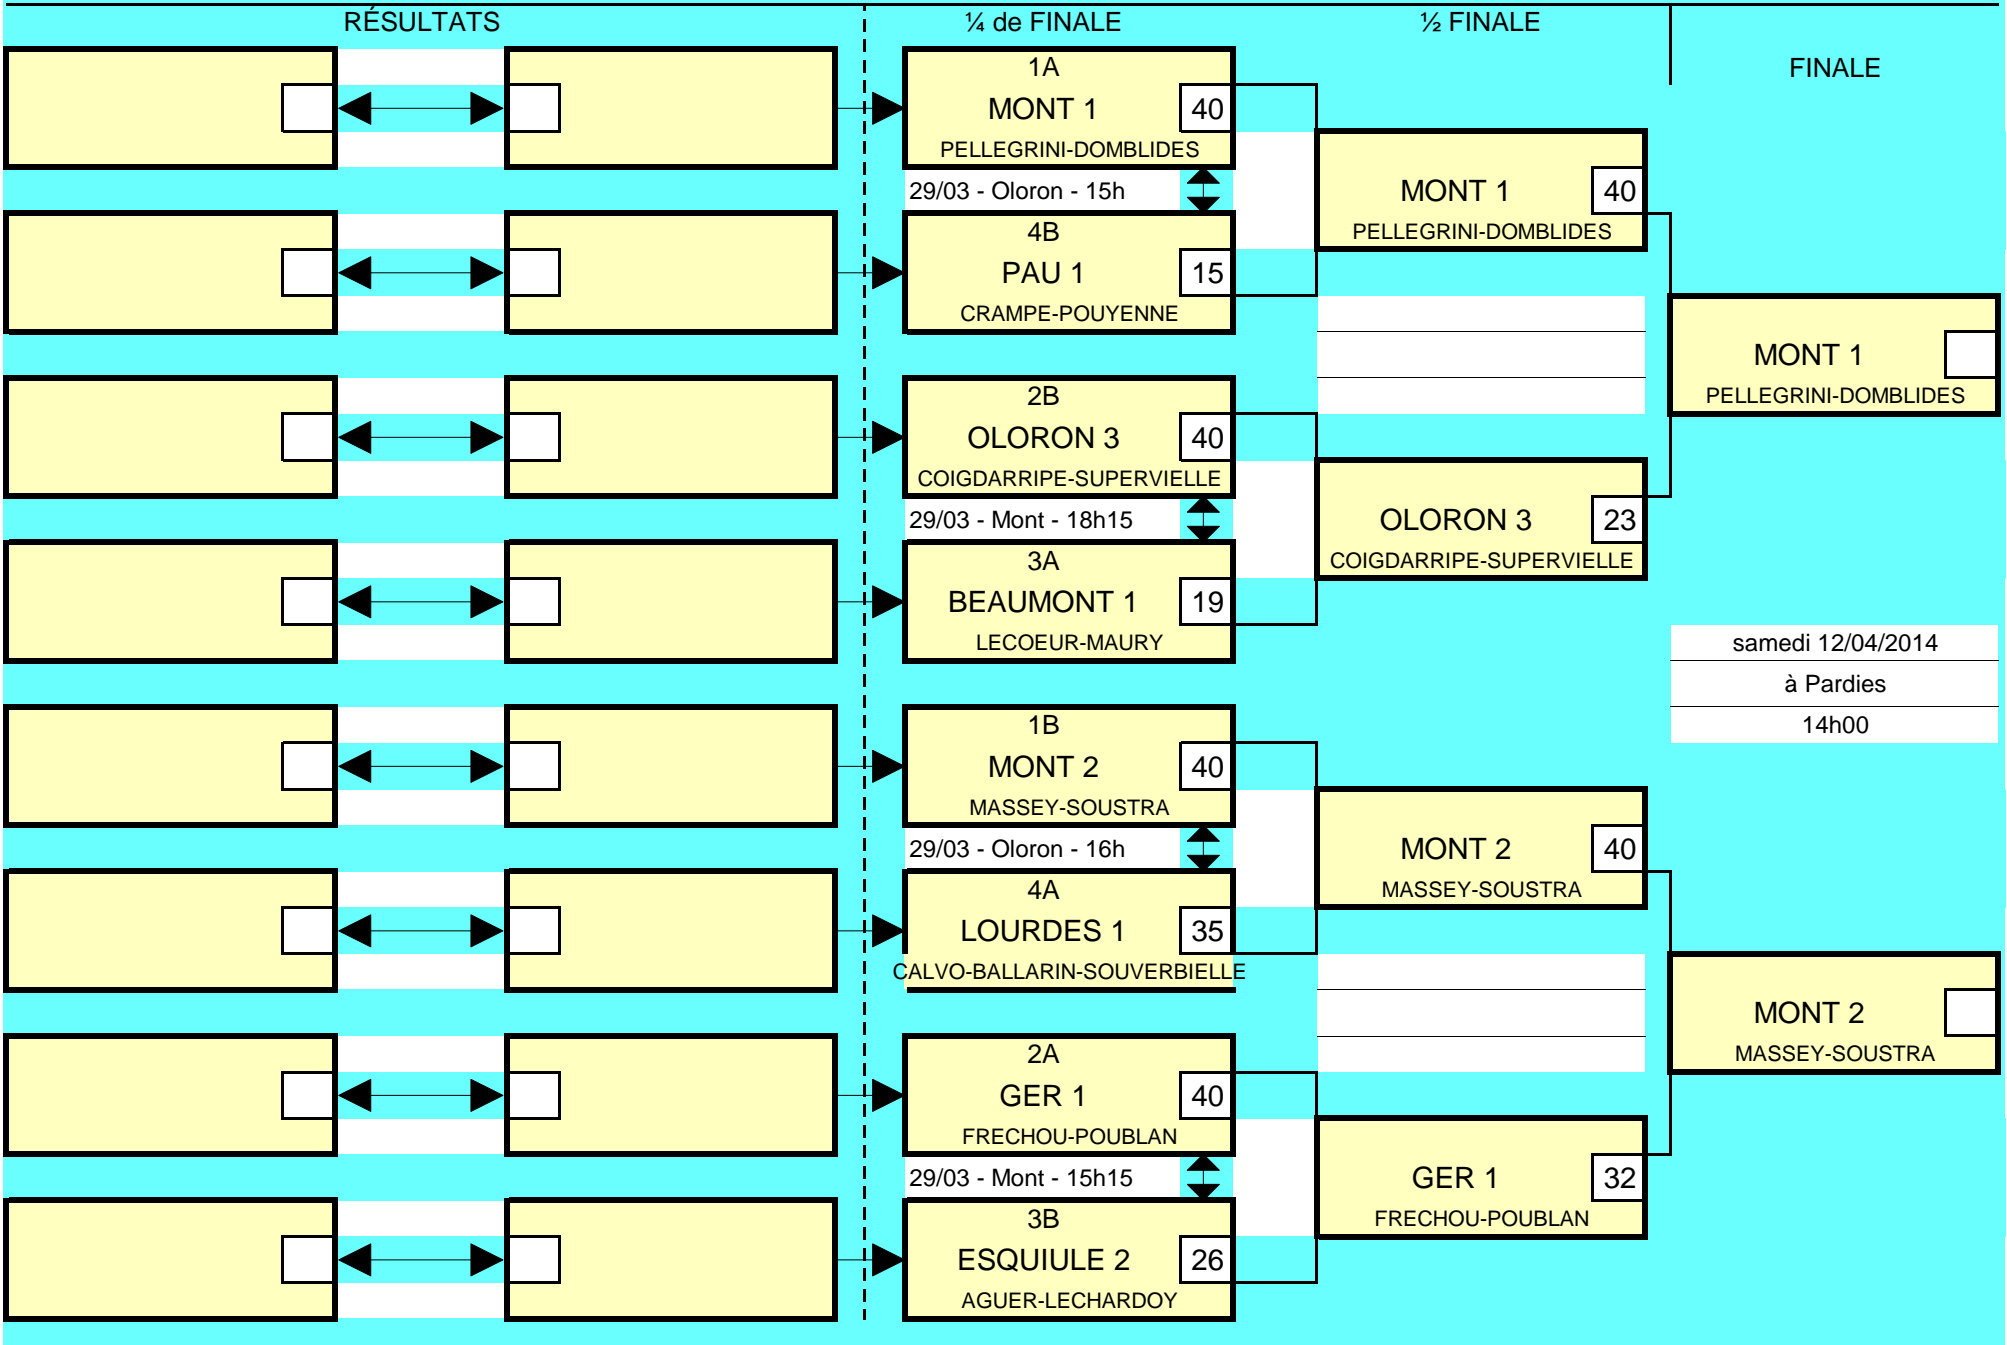 RÉSULTATS
¼ de FINALE
½ FINALE
FINALE
1A
MONT 1
40
PELLEGRINI-DOMBLIDES
29/03 - Oloron - 15h
4B
PAU 1
15
CRAMPE-POUYENNE
2B
OLORON 3
40
COIGDARRIPE-SUPERVIELLE
29/03 - Mont - 18h15
3A
BEAUMONT 1
19
LECOEUR-MAURY
1B
MONT 2
40
MASSEY-SOUSTRA
29/03 - Oloron - 16h
4A
LOURDES 1
35
CALVO-BALLARIN-SOUVERBIELLE
2A
GER 1
40
FRECHOU-POUBLAN
29/03 - Mont - 15h15
3B
ESQUIULE 2
26
AGUER-LECHARDOY
MONT 1
40
PELLEGRINI-DOMBLIDES
OLORON 3
23
COIGDARRIPE-SUPERVIELLE
MONT 2
40
MASSEY-SOUSTRA
GER 1
32
FRECHOU-POUBLAN
MONT 1
PELLEGRINI-DOMBLIDES
samedi 12/04/2014
à Pardies
14h00
MONT 2
MASSEY-SOUSTRA